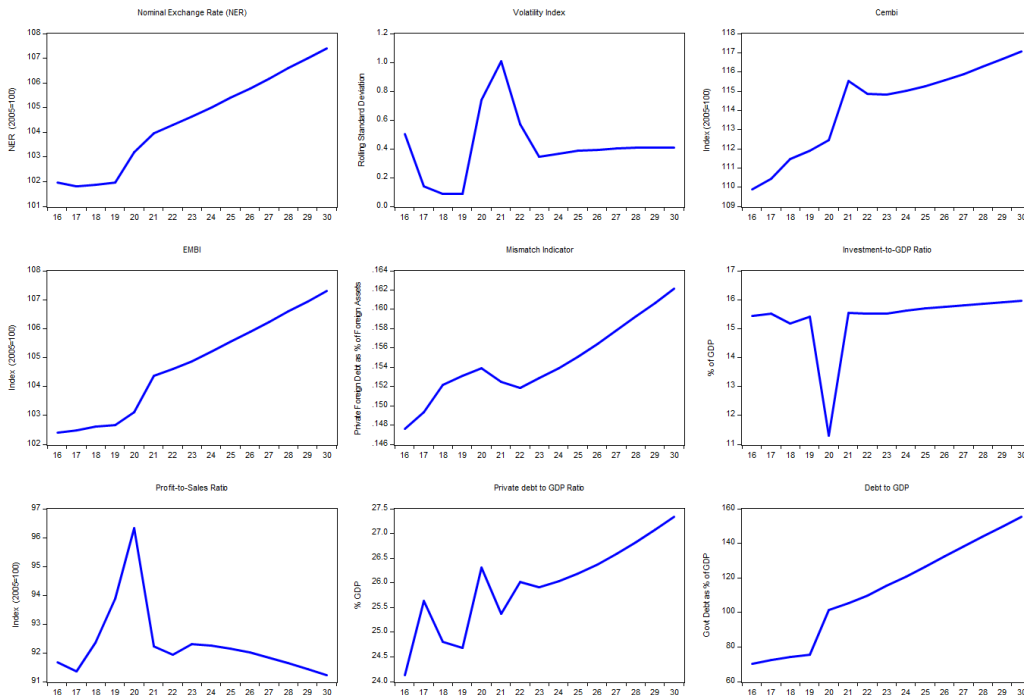 Nominal Exchange Rate (NER)
NER (2005=100)
108
107
106
105
104
103
102
101
16 17 18 19 20 21 22 23 24 25 26 27 28 29 30
Volatility Index
Rolling Standard Deviation
1.2
1.0
0.8
0.6
0.4
0.2
0.0
16 17 18 19 20 21 22 23 24 25 26 27 28 29 30
Cembi
Index (2005=100)
118
117
116
115
114
113
112
111
110
109
16 17 18 19 20 21 22 23 24 25 26 27 28 29 30
EMBI
Index (2005=100)
108
107
106
105
104
103
102
16 17 18 19 20 21 22 23 24 25 26 27 28 29 30
Mismatch Indicator
Private Foreign Debt as % of Foreign Assets
.164
.162
.160
.158
.156
.154
.152
.150
.148
.146
16 17 18 19 20 21 22 23 24 25 26 27 28 29 30
Investment-to-GDP Ratio
% of GDP
17
16
15
14
13
12
11
16 17 18 19 20 21 22 23 24 25 26 27 28 29 30
Profit-to-Sales Ratio
Index (2005=100)
97
96
95
94
93
92
91
16 17 18 19 20 21 22 23 24 25 26 27 28 29 30
Private debt to GDP Ratio
% GDP
27.5
27.0
26.5
26.0
25.5
25.0
24.5
24.0
16 17 18 19 20 21 22 23 24 25 26 27 28 29 30
Debt to GDP
Govt Debt as % of GDP
160
140
120
100
80
60
16 17 18 19 20 21 22 23 24 25 26 27 28 29 30